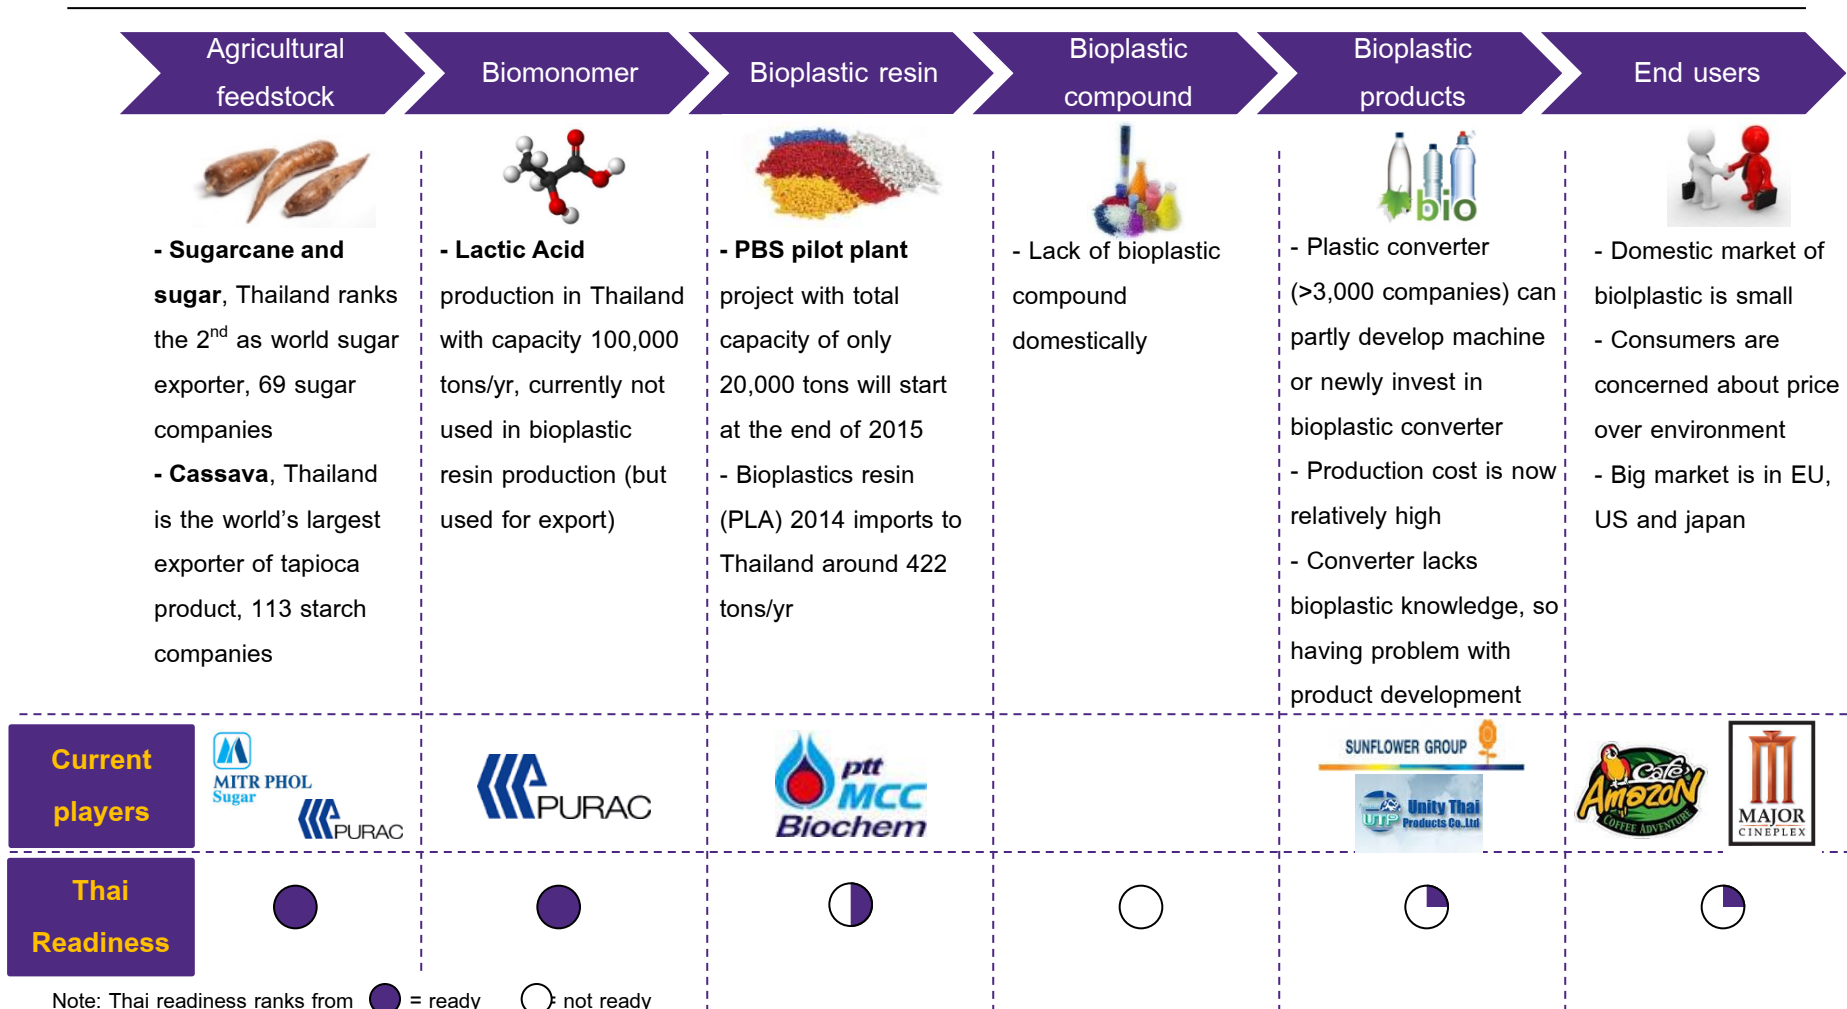 Agricultural
feedstock
Biomonomer
Bioplastic resin
Bioplastic
compound
Bioplastic
products
End users
bio
- Sugarcane and
sugar, Thailand ranks
the 2nd as world sugar
exporter, 69 sugar
companies
- Cassava, Thailand
is the world's largest
exporter of tapioca
product, 113 starch
companies
- Lactic Acid
production in Thailand
with capacity 100,000
tons/yr, currently not
used in bioplastic
resin production (but
used for export)
- PBS pilot plant
project with total
capacity of only
20,000 tons will start
at the end of 2015
- Bioplastics resin
(PLA) 2014 imports to
Thailand around 422
tons/yr
- Lack of bioplastic
compound
domestically
- Plastic converter
(>3,000 companies) can
partly develop machine
or newly invest in
bioplastic converter
- Production cost is now
relatively high
- Converter lacks
bioplastic knowledge, so
having problem with
product development
- Domestic market of
biolplastic is small
- Consumers are
concerned about price
over environment
- Big market is in EU,
US and japan
Current
players
MITR PHOL
Sugar
PURAC
PURAC
ptt
MCC
Biochem
SUNFLOWER GROUP
UTP
Unity Thai
Products Co.Ltd
Café
Amazon
COFFEE ADVENTURE
MAJOR
CINEPLEX
Thai
Readiness
Note: Thai readiness ranks from = ready = not ready